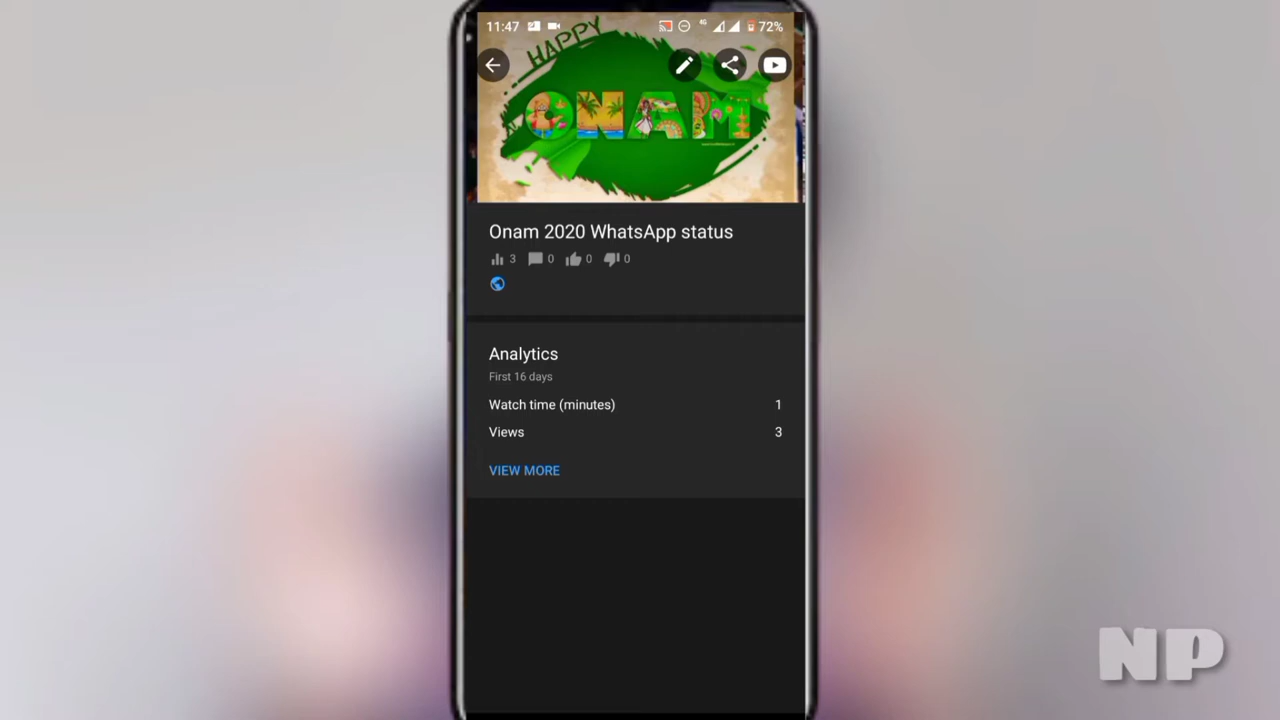 11:47 4G 72%
HAPPY
ONAM
Onam 2020 WhatsApp status
3 0 0 0
Analytics
First 16 days
Watch time (minutes) 1
Views 3
VIEW MORE
NP